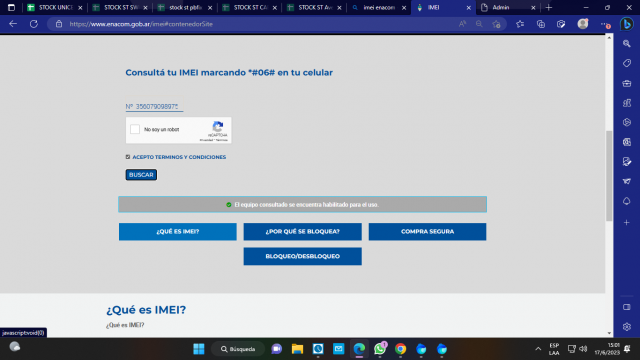 STOCK UNIC
STOCK ST SW
stock st pbfa
STOCK ST CA
STOCK ST Av
imei enacom
IMEI
Admin
https://www.enacom.gob.ar/imei#contenedorSite
Consultá tu IMEI marcando *#06# en tu celular
Nº 356079098975
No soy un robot
reCAPTCHA
Privacidad - Términos
ACEPTO TERMINOS Y CONDICIONES
BUSCAR
El equipo consultado se encuentra habilitado para el uso.
¿QUÉ ES IMEI?
¿POR QUÉ SE BLOQUEA?
COMPRA SEGURA
BLOQUEO/DESBLOQUEO
¿Qué es IMEI?
¿Qué es IMEI?
javascript:void(0)
Búsqueda
ESP
LAA
15:01
17/6/2023